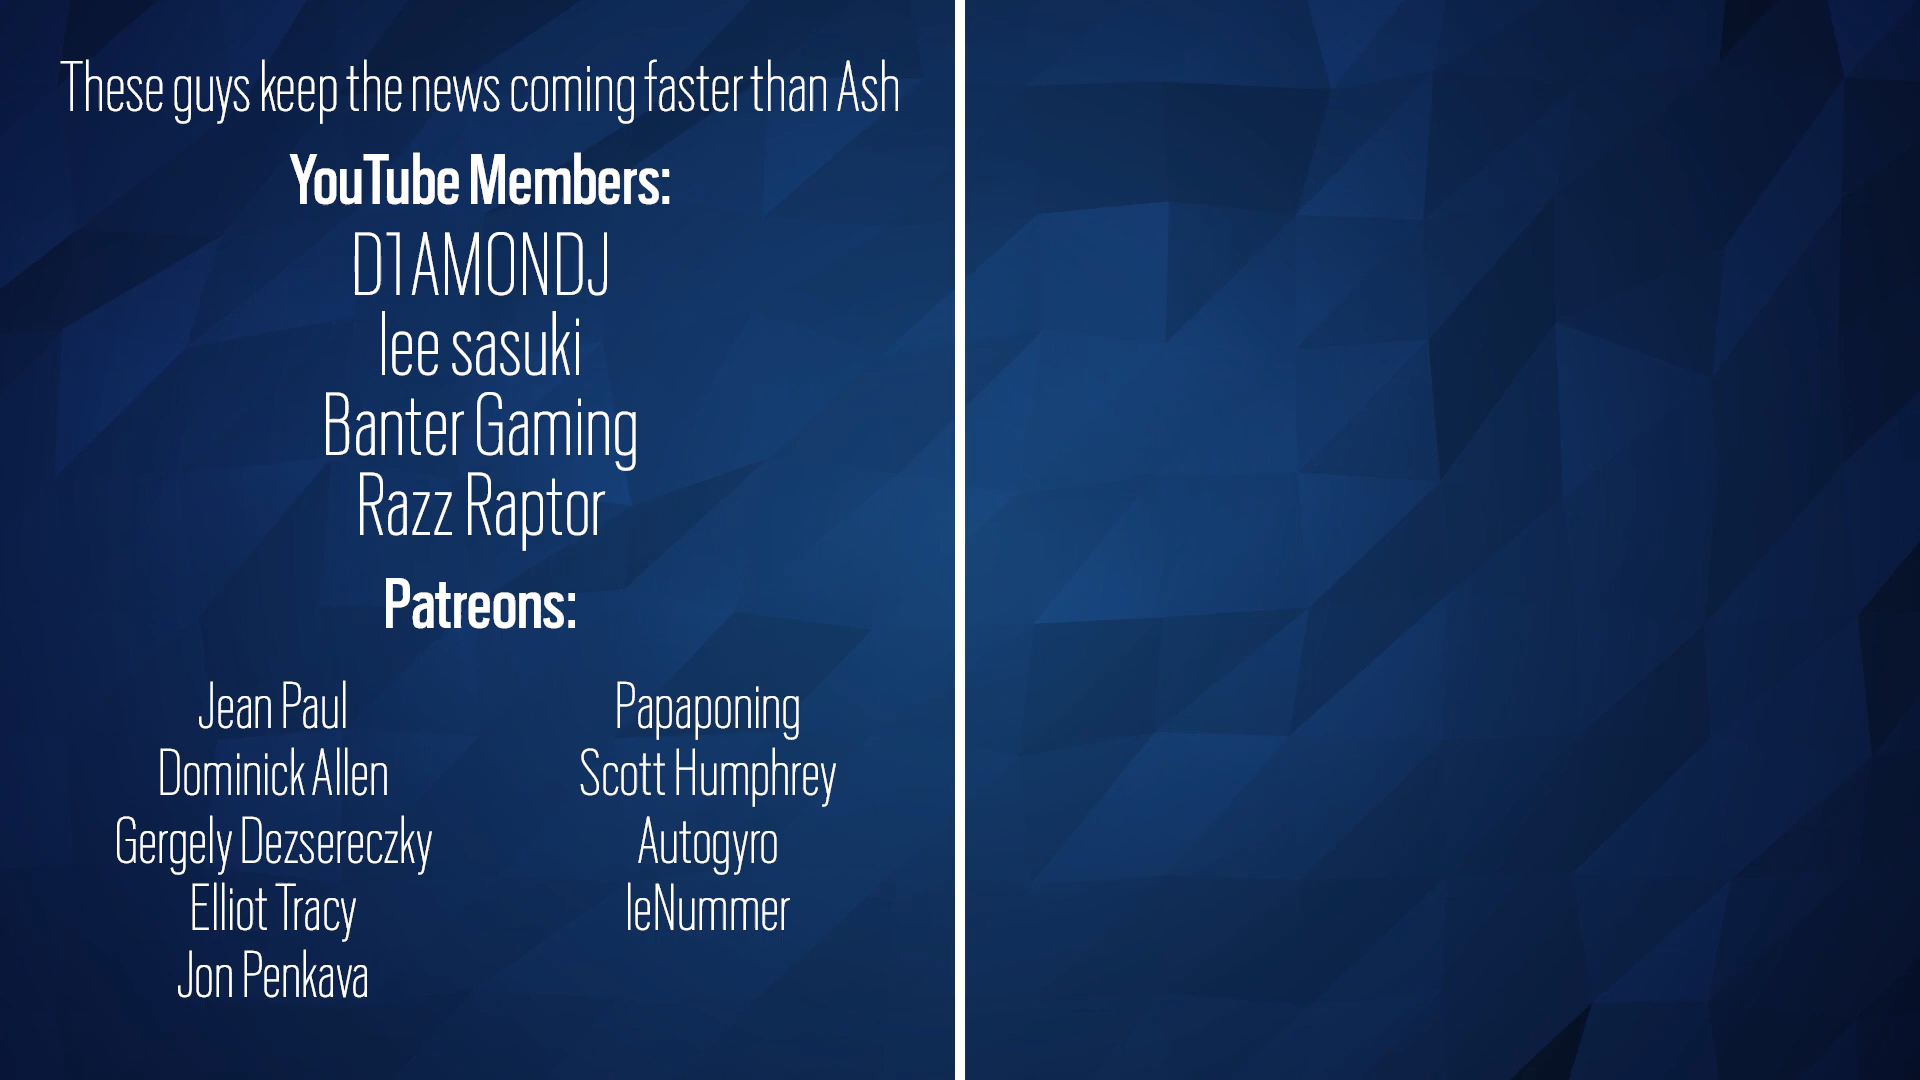 These guys keep the news coming faster than Ash
YouTube Members:
D1AMONDJ
lee sasuki
Banter Gaming
Razz Raptor
Patreons:
Jean Paul
Dominick Allen
Gergely Dezsereczky
Elliot Tracy
Jon Penkava
Papaponing
Scott Humphrey
Autogyro
leNummer